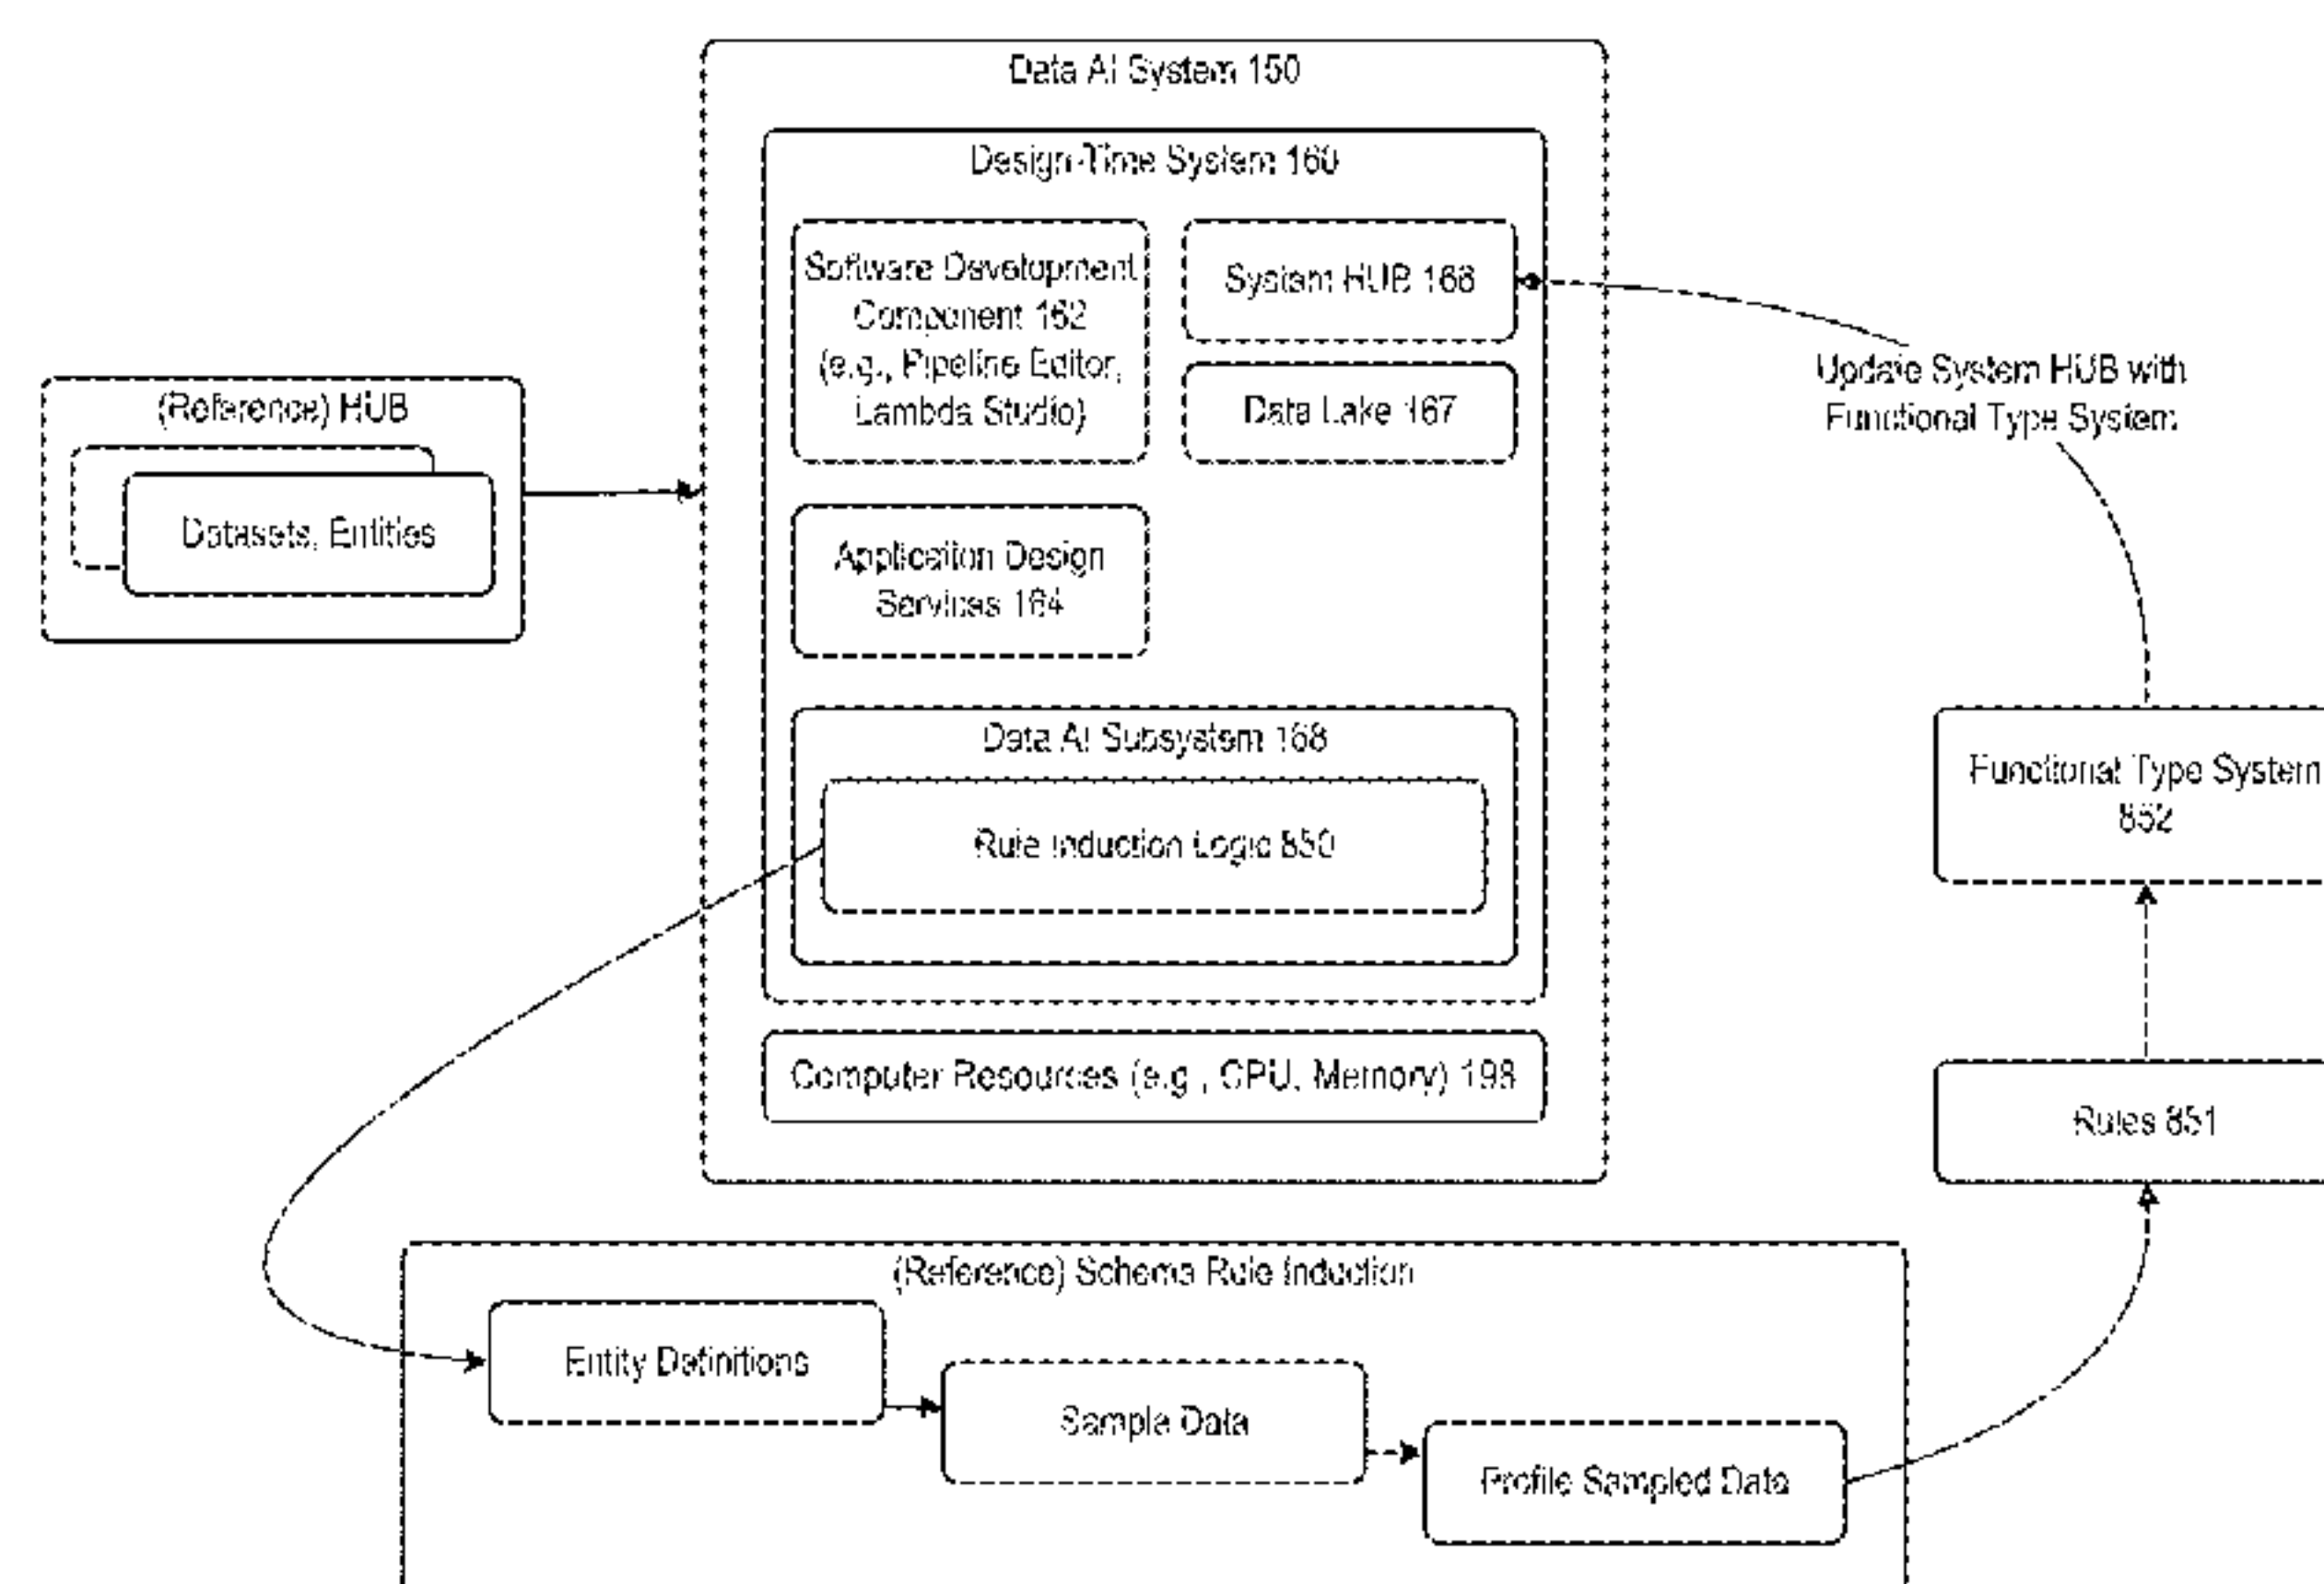 Data AI System 150
Design-Time System 160
Software Development
Component 162
(e.g., Pipeline Editor,
Lambda Studio)
System HUB 166
Data Lake 167
Update System HUB with
Functional Type System
(Reference) HUB
Datasets, Entities
Application Design
Services 164
Data AI Subsystem 168
Rule Induction Logic 850
Functional Type System
852
Computer Resources (e.g., CPU, Memory) 198
Rules 851
(Reference) Schema Rule Induction
Entity Definitions
Sample Data
Profile Sampled Data